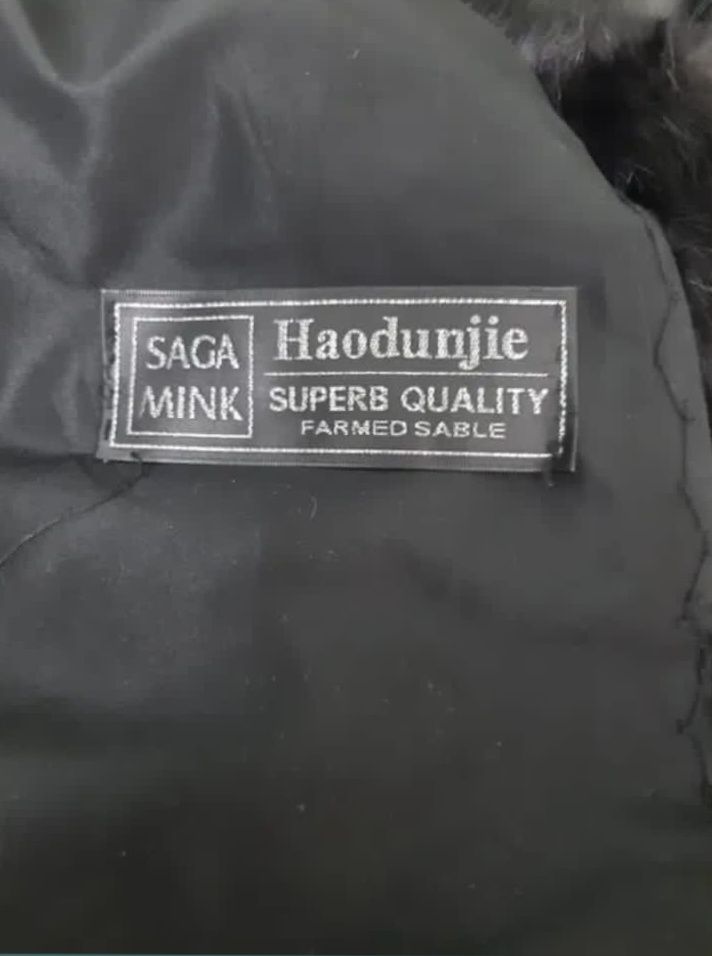 SAGA
MINK
Haodunjie
SUPERB QUALITY
FARMED SABLE